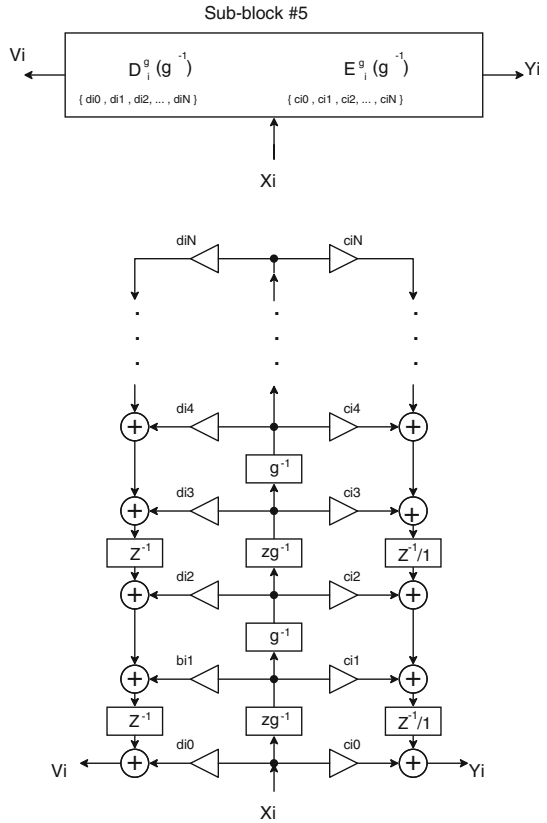 Sub-block #5
Vi
Yi
D i g (g -1)
E i g (g -1)
{ di0 , di1 , di2, ... , diN }
{ ci0 , ci1 , ci2, ... , ciN }
Xi
diN ciN
di4 + ci4 +
g-1
di3 + ci3 +
Z-1 zg-1 Z-1/1
di2 + ci2 +
g-1
bi1 + ci1 +
Z-1 zg-1 Z-1/1
di0 + ci0 +
Vi Yi
Xi